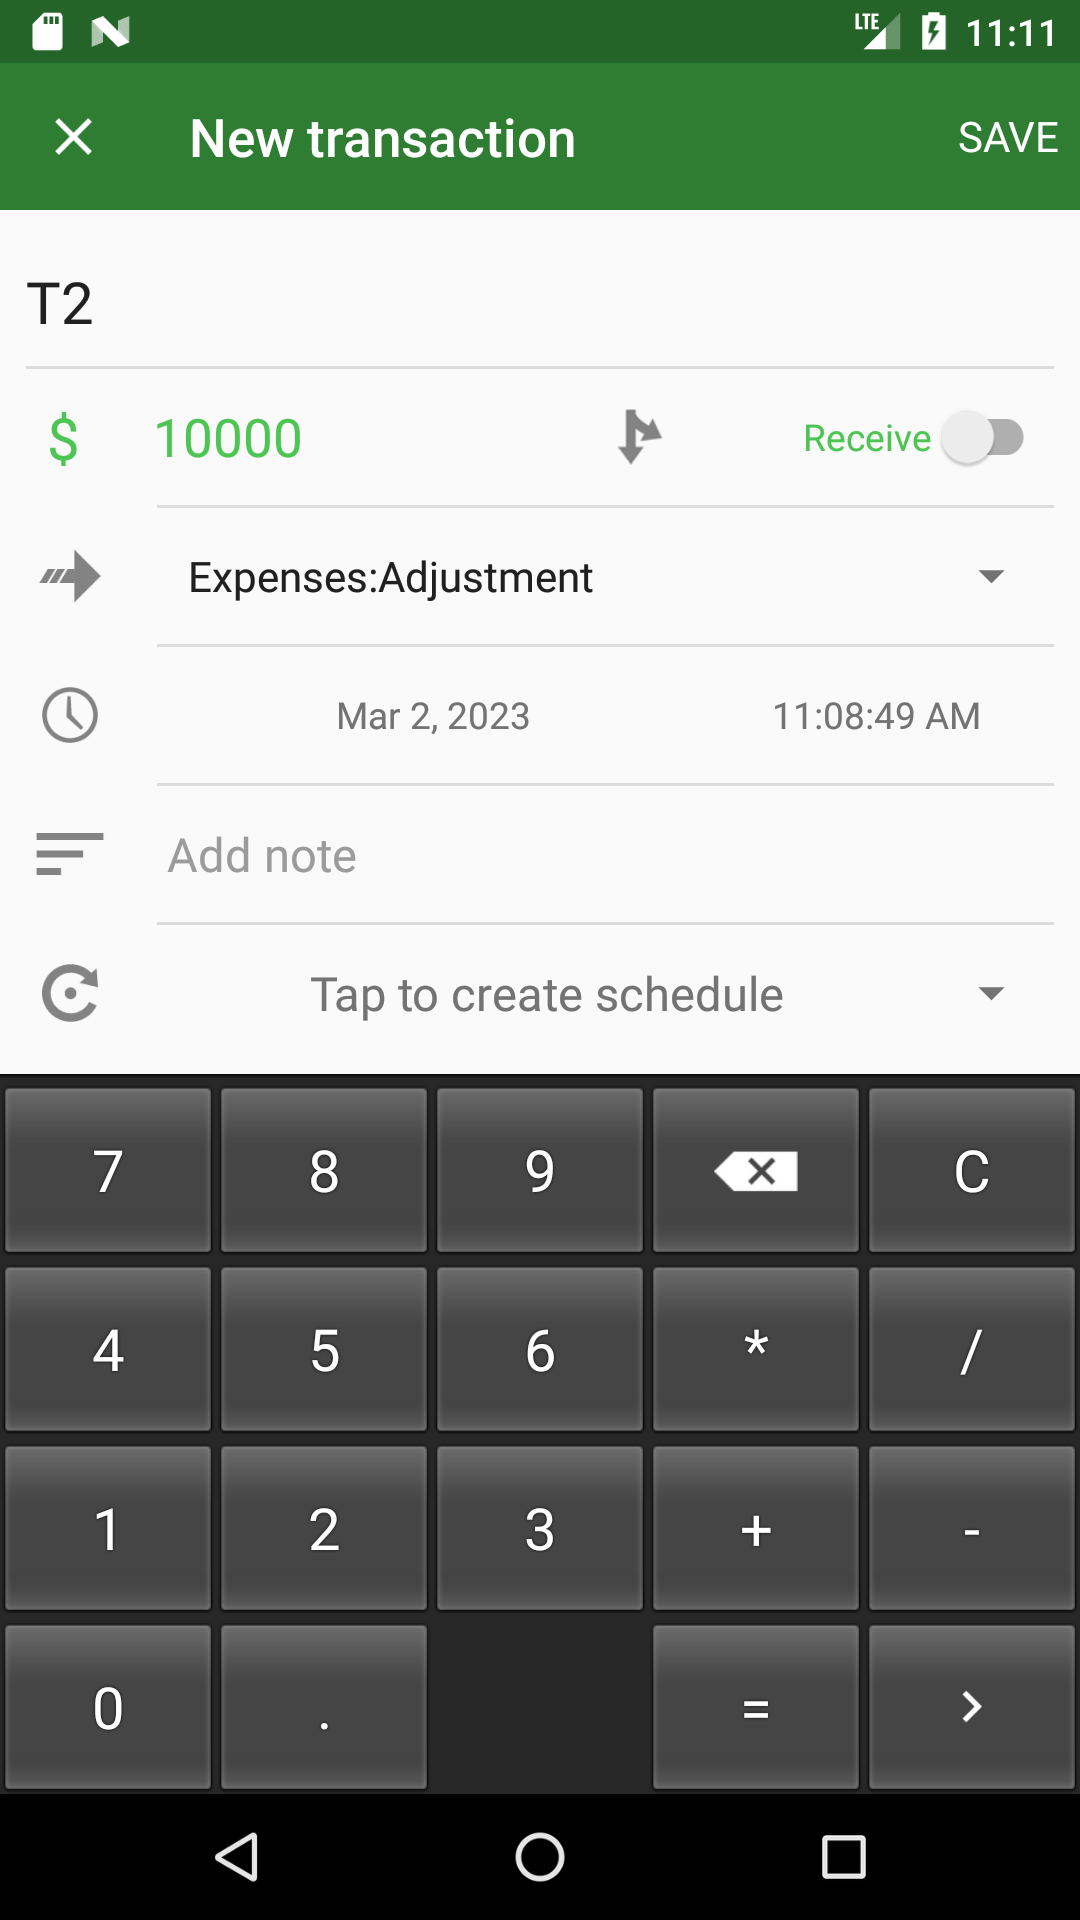 LTE 11:11
New transaction SAVE
T2
$ 10000 Receive
Expenses:Adjustment
Mar 2, 2023 11:08:49 AM
Add note
Tap to create schedule
7 8 9 C
4 5 6 * /
1 2 3 + -
0 . =